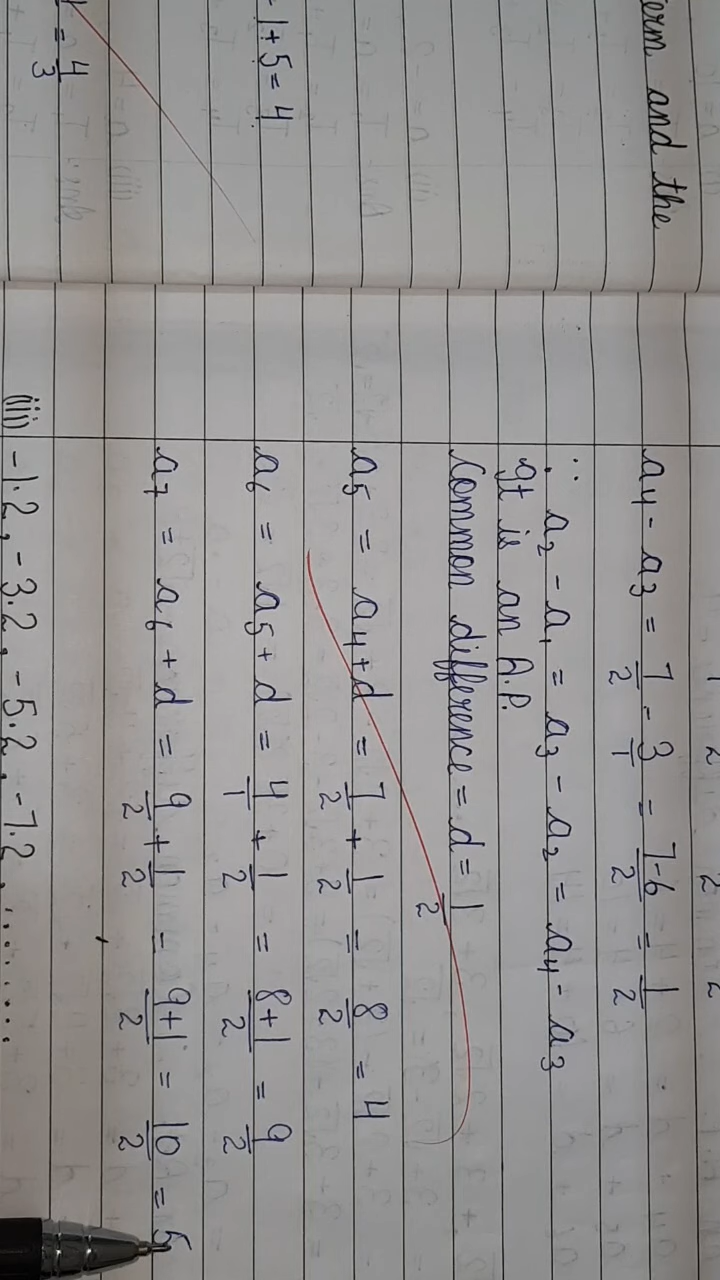 erm and the
1 + 5 = 4
= 4/3
a₄ - a₃ = 7/2 - 3/1 = 7-6/2 = 1/2
∵ a₂ - a₁ = a₃ - a₂ = a₄ - a₃
It is an A.P.
Common difference = d = 1/2
a₅ = a₄ + d = 7/2 + 1/2 = 8/2 = 4
a₆ = a₅ + d = 4/1 + 1/2 = 8+1/2 = 9/2
a₇ = a₆ + d = 9/2 + 1/2 - 9+1/2 = 10/2 = 5
(iii) -1.2, -3.2, -5.2, -7.2, ........